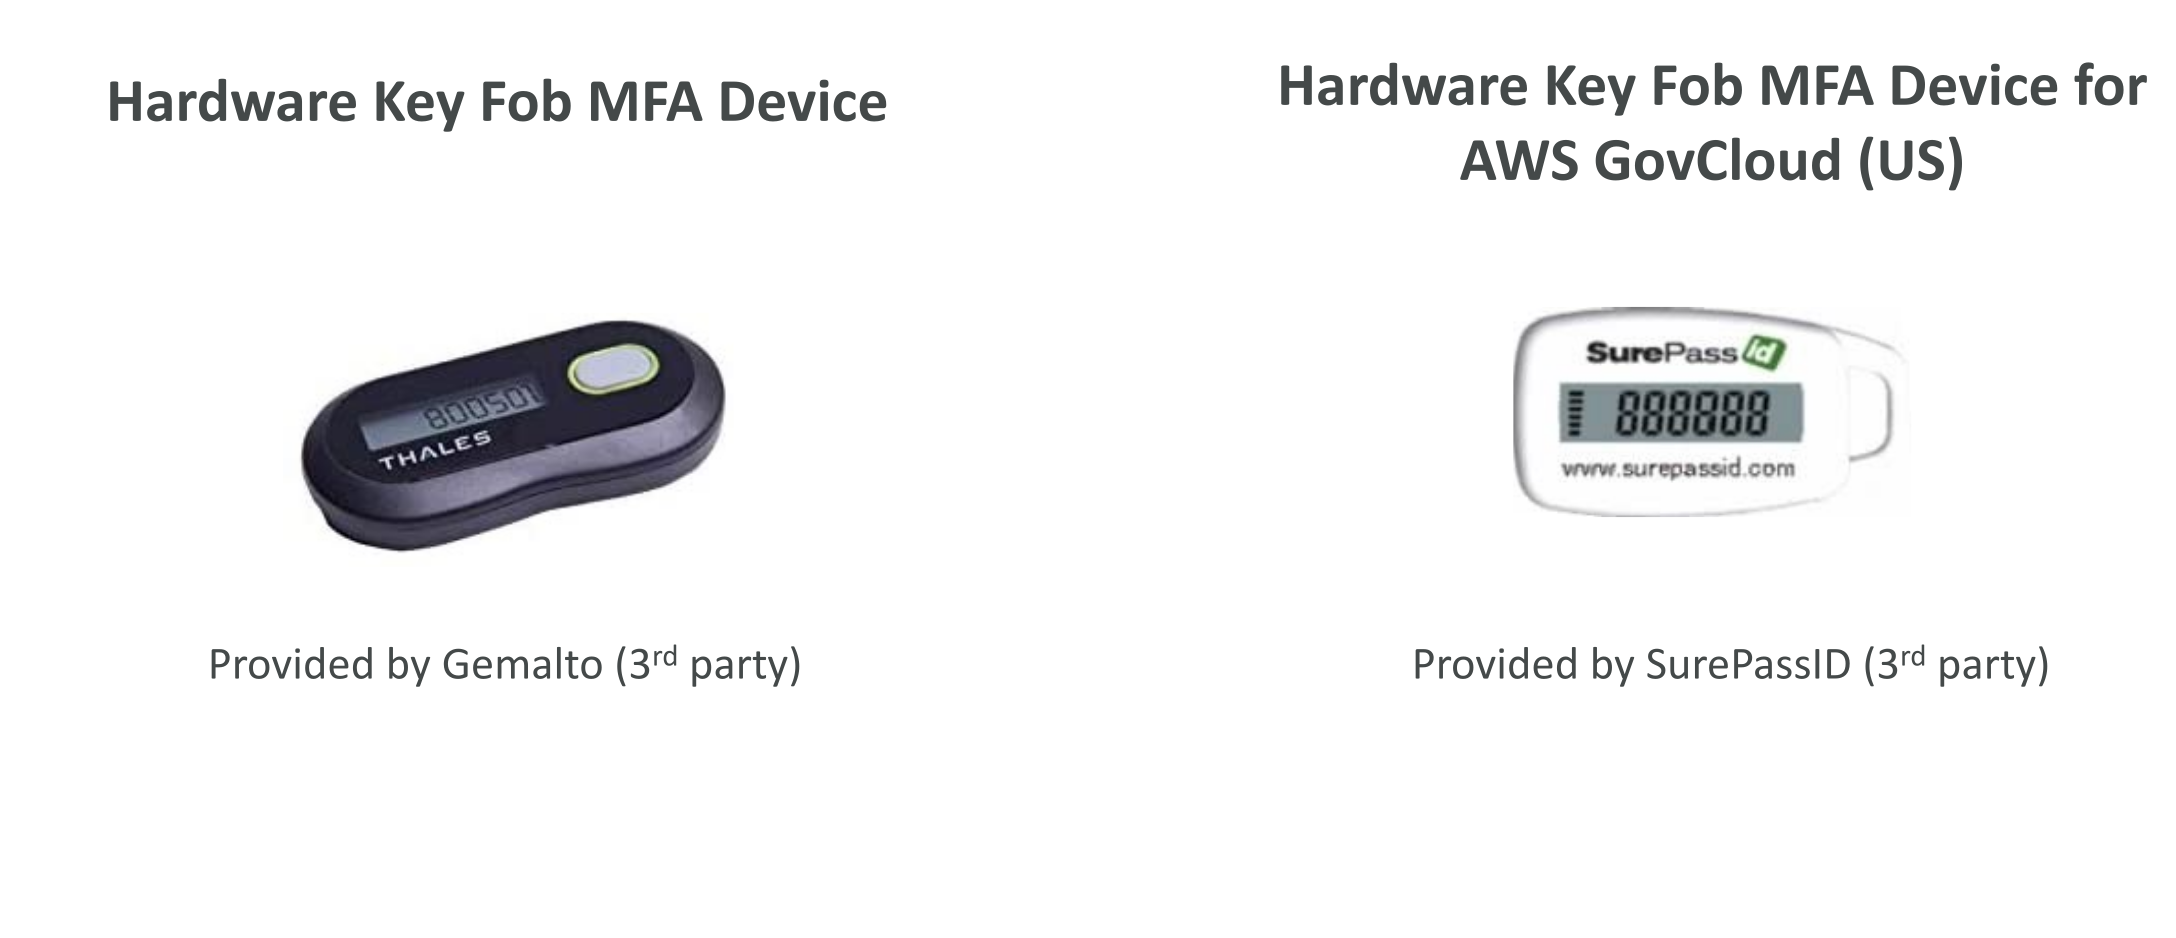 Hardware Key Fob MFA Device
800501
THALES
Provided by Gemalto (3rd party)
Hardware Key Fob MFA Device for
AWS GovCloud (US)
SurePass id
888888
www.surepassid.com
Provided by SurePassID (3rd party)